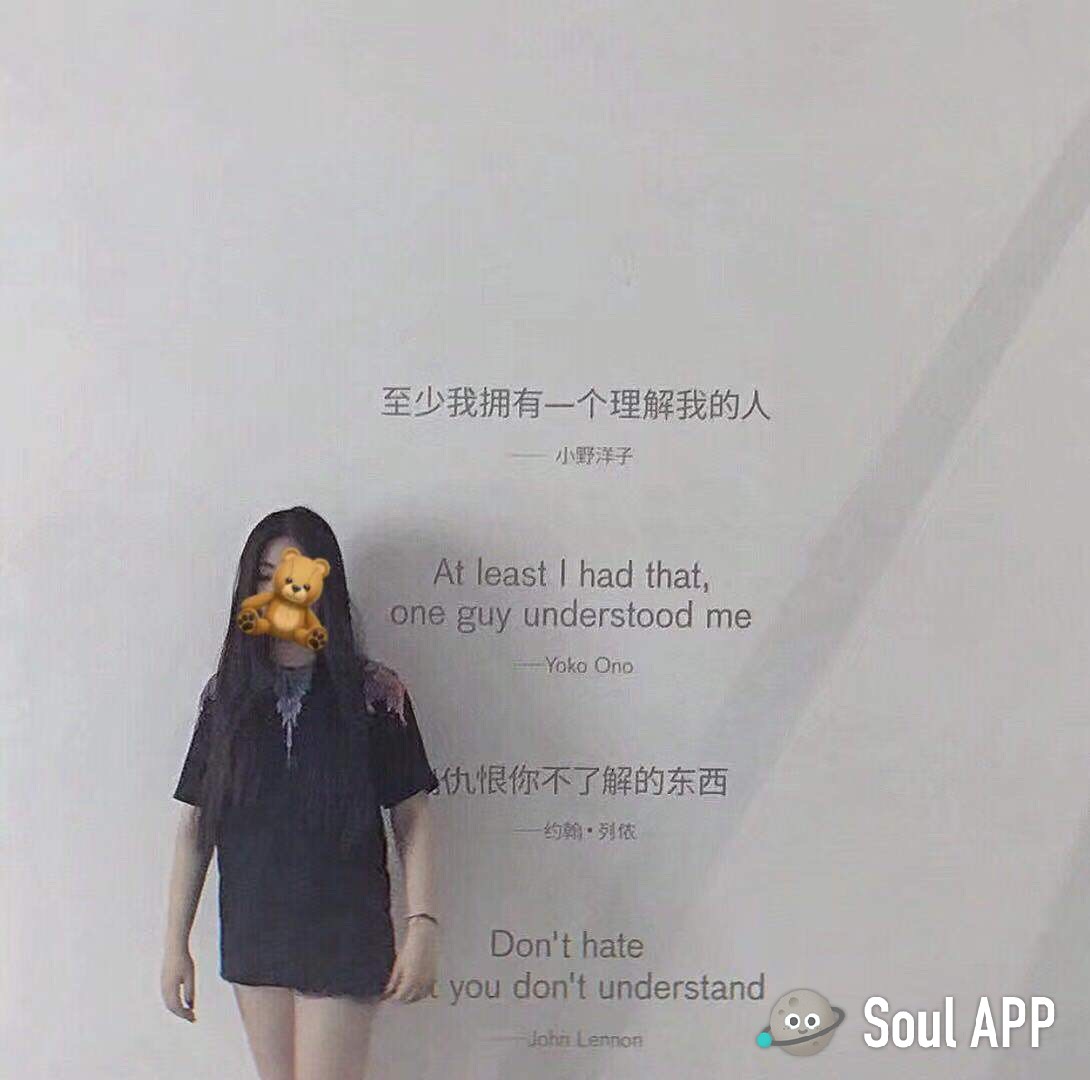 至少我拥有一个理解我的人
—— 小野洋子
At least I had that,
one guy understood me
——Yoko Ono
仇恨你不了解的东西
——约翰·列侬
Don't hate
you don't understand
——John Lennon
Soul APP